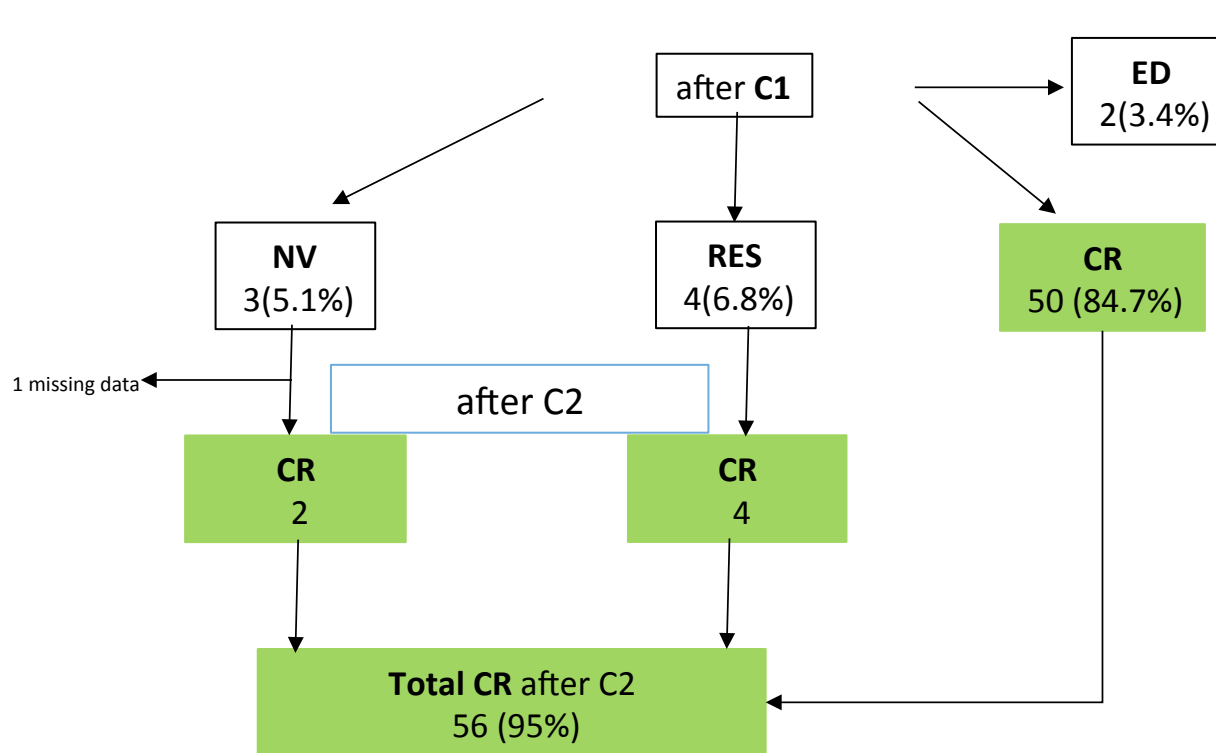 after C1
ED
2(3.4%)
NV
3(5.1%)
RES
4(6.8%)
CR
50 (84.7%)
1 missing data
after C2
CR
2
CR
4
Total CR after C2
56 (95%)